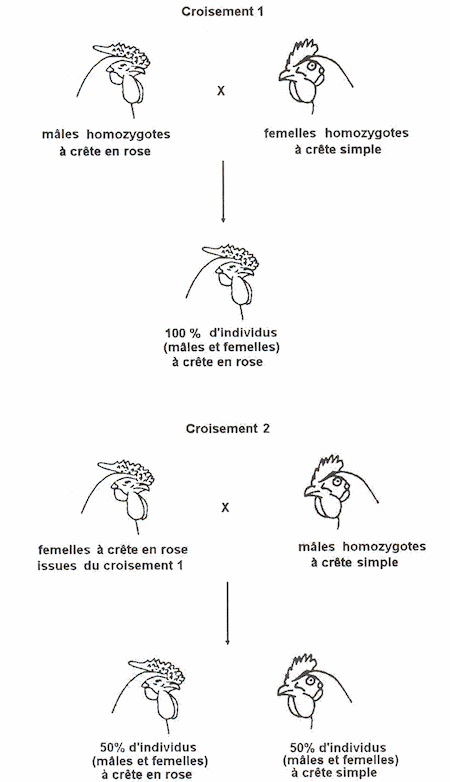 Croisement 1
X
mâles homozygotes
à crête en rose
femelles homozygotes
à crête simple
100 % d'individus
(mâles et femelles)
à crête en rose
Croisement 2
X
femelles à crête en rose
issues du croisement 1
mâles homozygotes
à crête simple
50% d'individus
(mâles et femelles)
à crête en rose
50% d'individus
(mâles et femelles)
à crête simple